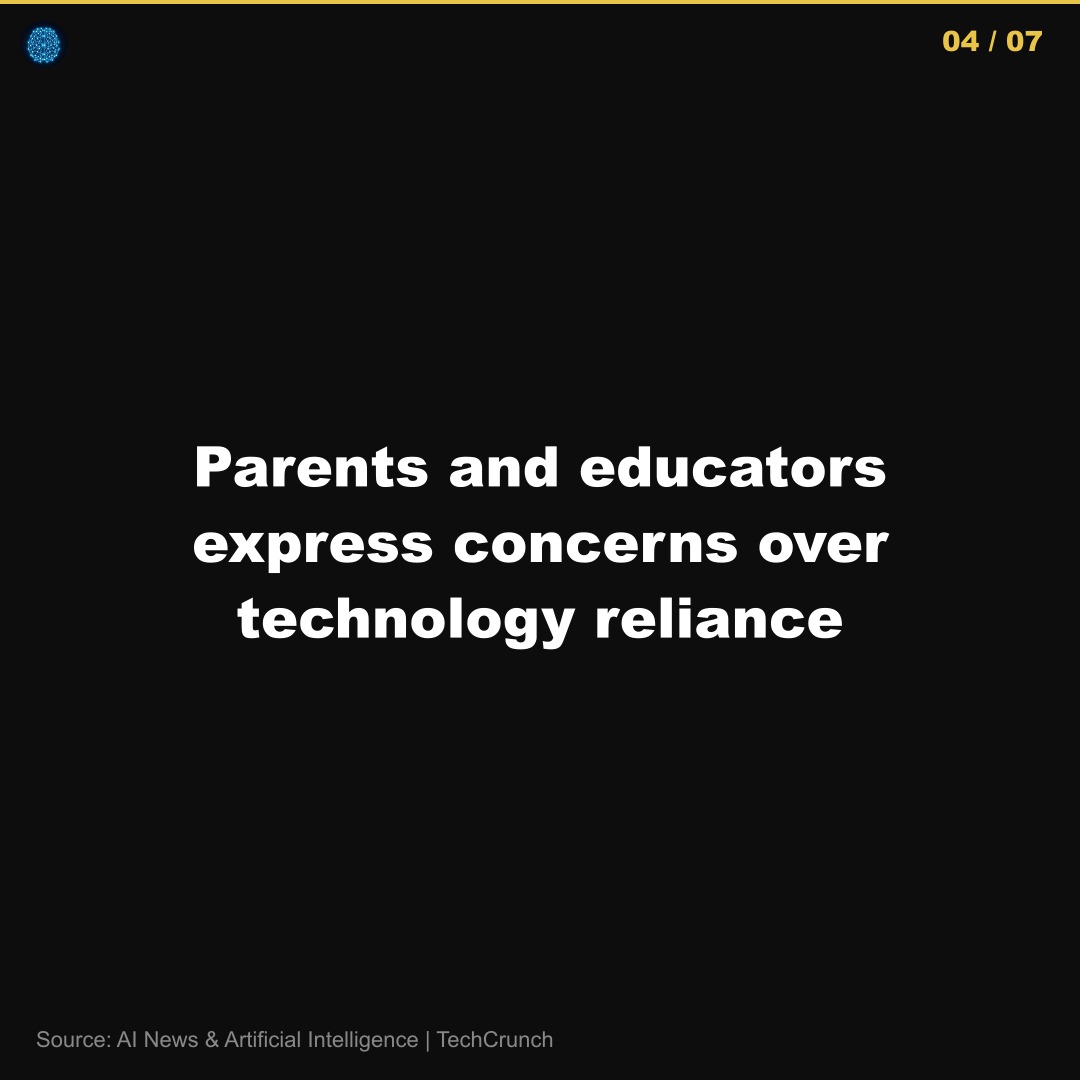 04 / 07
Parents and educators
express concerns over
technology reliance
Source: AI News & Artificial Intelligence | TechCrunch